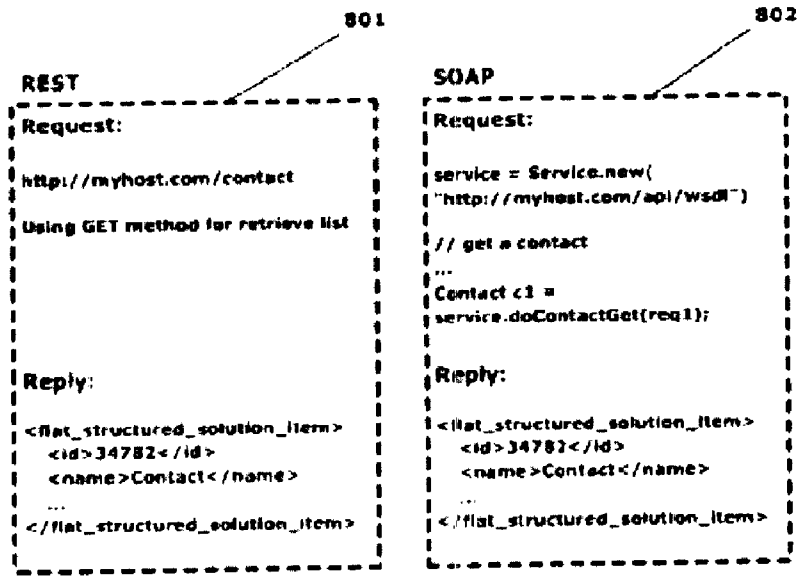 801
REST
Request:
http://myhost.com/contact
Using GET method for retrieve list
Reply:
<flat_structured_solution_item>
<id>34782</id>
<name>Contact</name>
...
</flat_structured_solution_item>
802
SOAP
Request:
service = Service.new(
"http://myhost.com/api/wsdl")
// get a contact
...
Contact c1 =
service.doContactGet(req1);
Reply:
<flat_structured_solution_item>
<id>34782</id>
<name>Contact</name>
...
</flat_structured_solution_item>